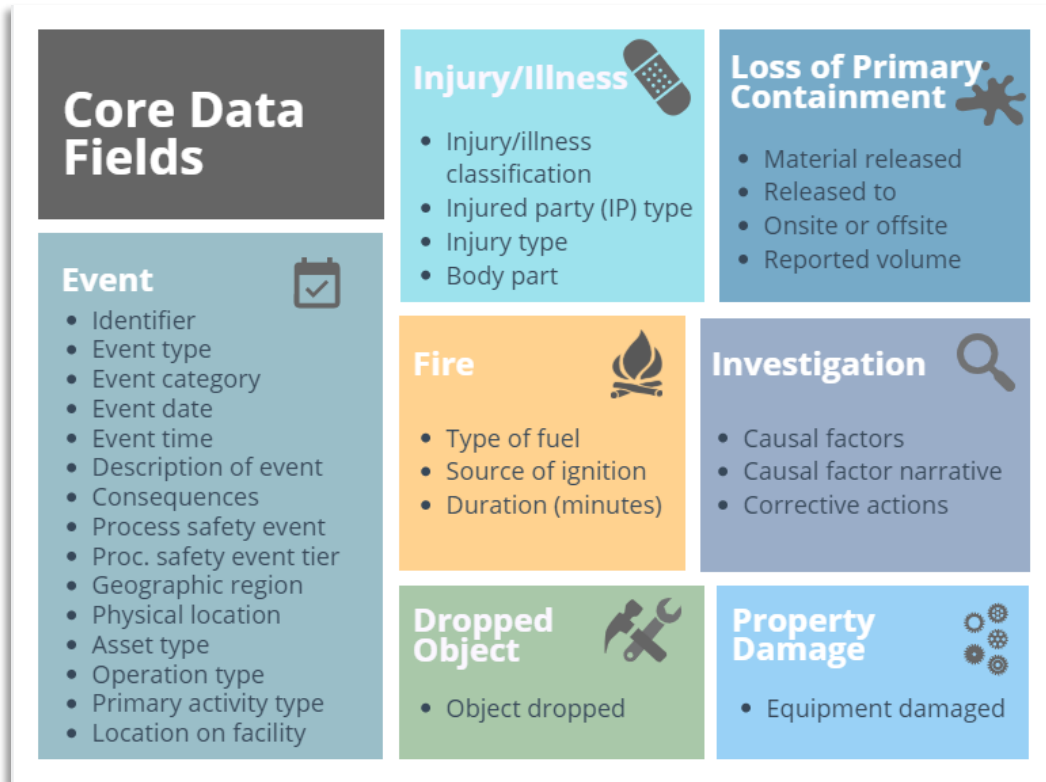 Core Data
Fields
Event
• Identifier
• Event type
• Event category
• Event date
• Event time
• Description of event
• Consequences
• Process safety event
• Proc. safety event tier
• Geographic region
• Physical location
• Asset type
• Operation type
• Primary activity type
• Location on facility
Injury/Illness
• Injury/illness
classification
• Injured party (IP) type
• Injury type
• Body part
Loss of Primary
Containment
• Material released
• Released to
• Onsite or offsite
• Reported volume
Fire
• Type of fuel
• Source of ignition
• Duration (minutes)
Investigation
• Causal factors
• Causal factor narrative
• Corrective actions
Dropped
Object
• Object dropped
Property
Damage
• Equipment damaged